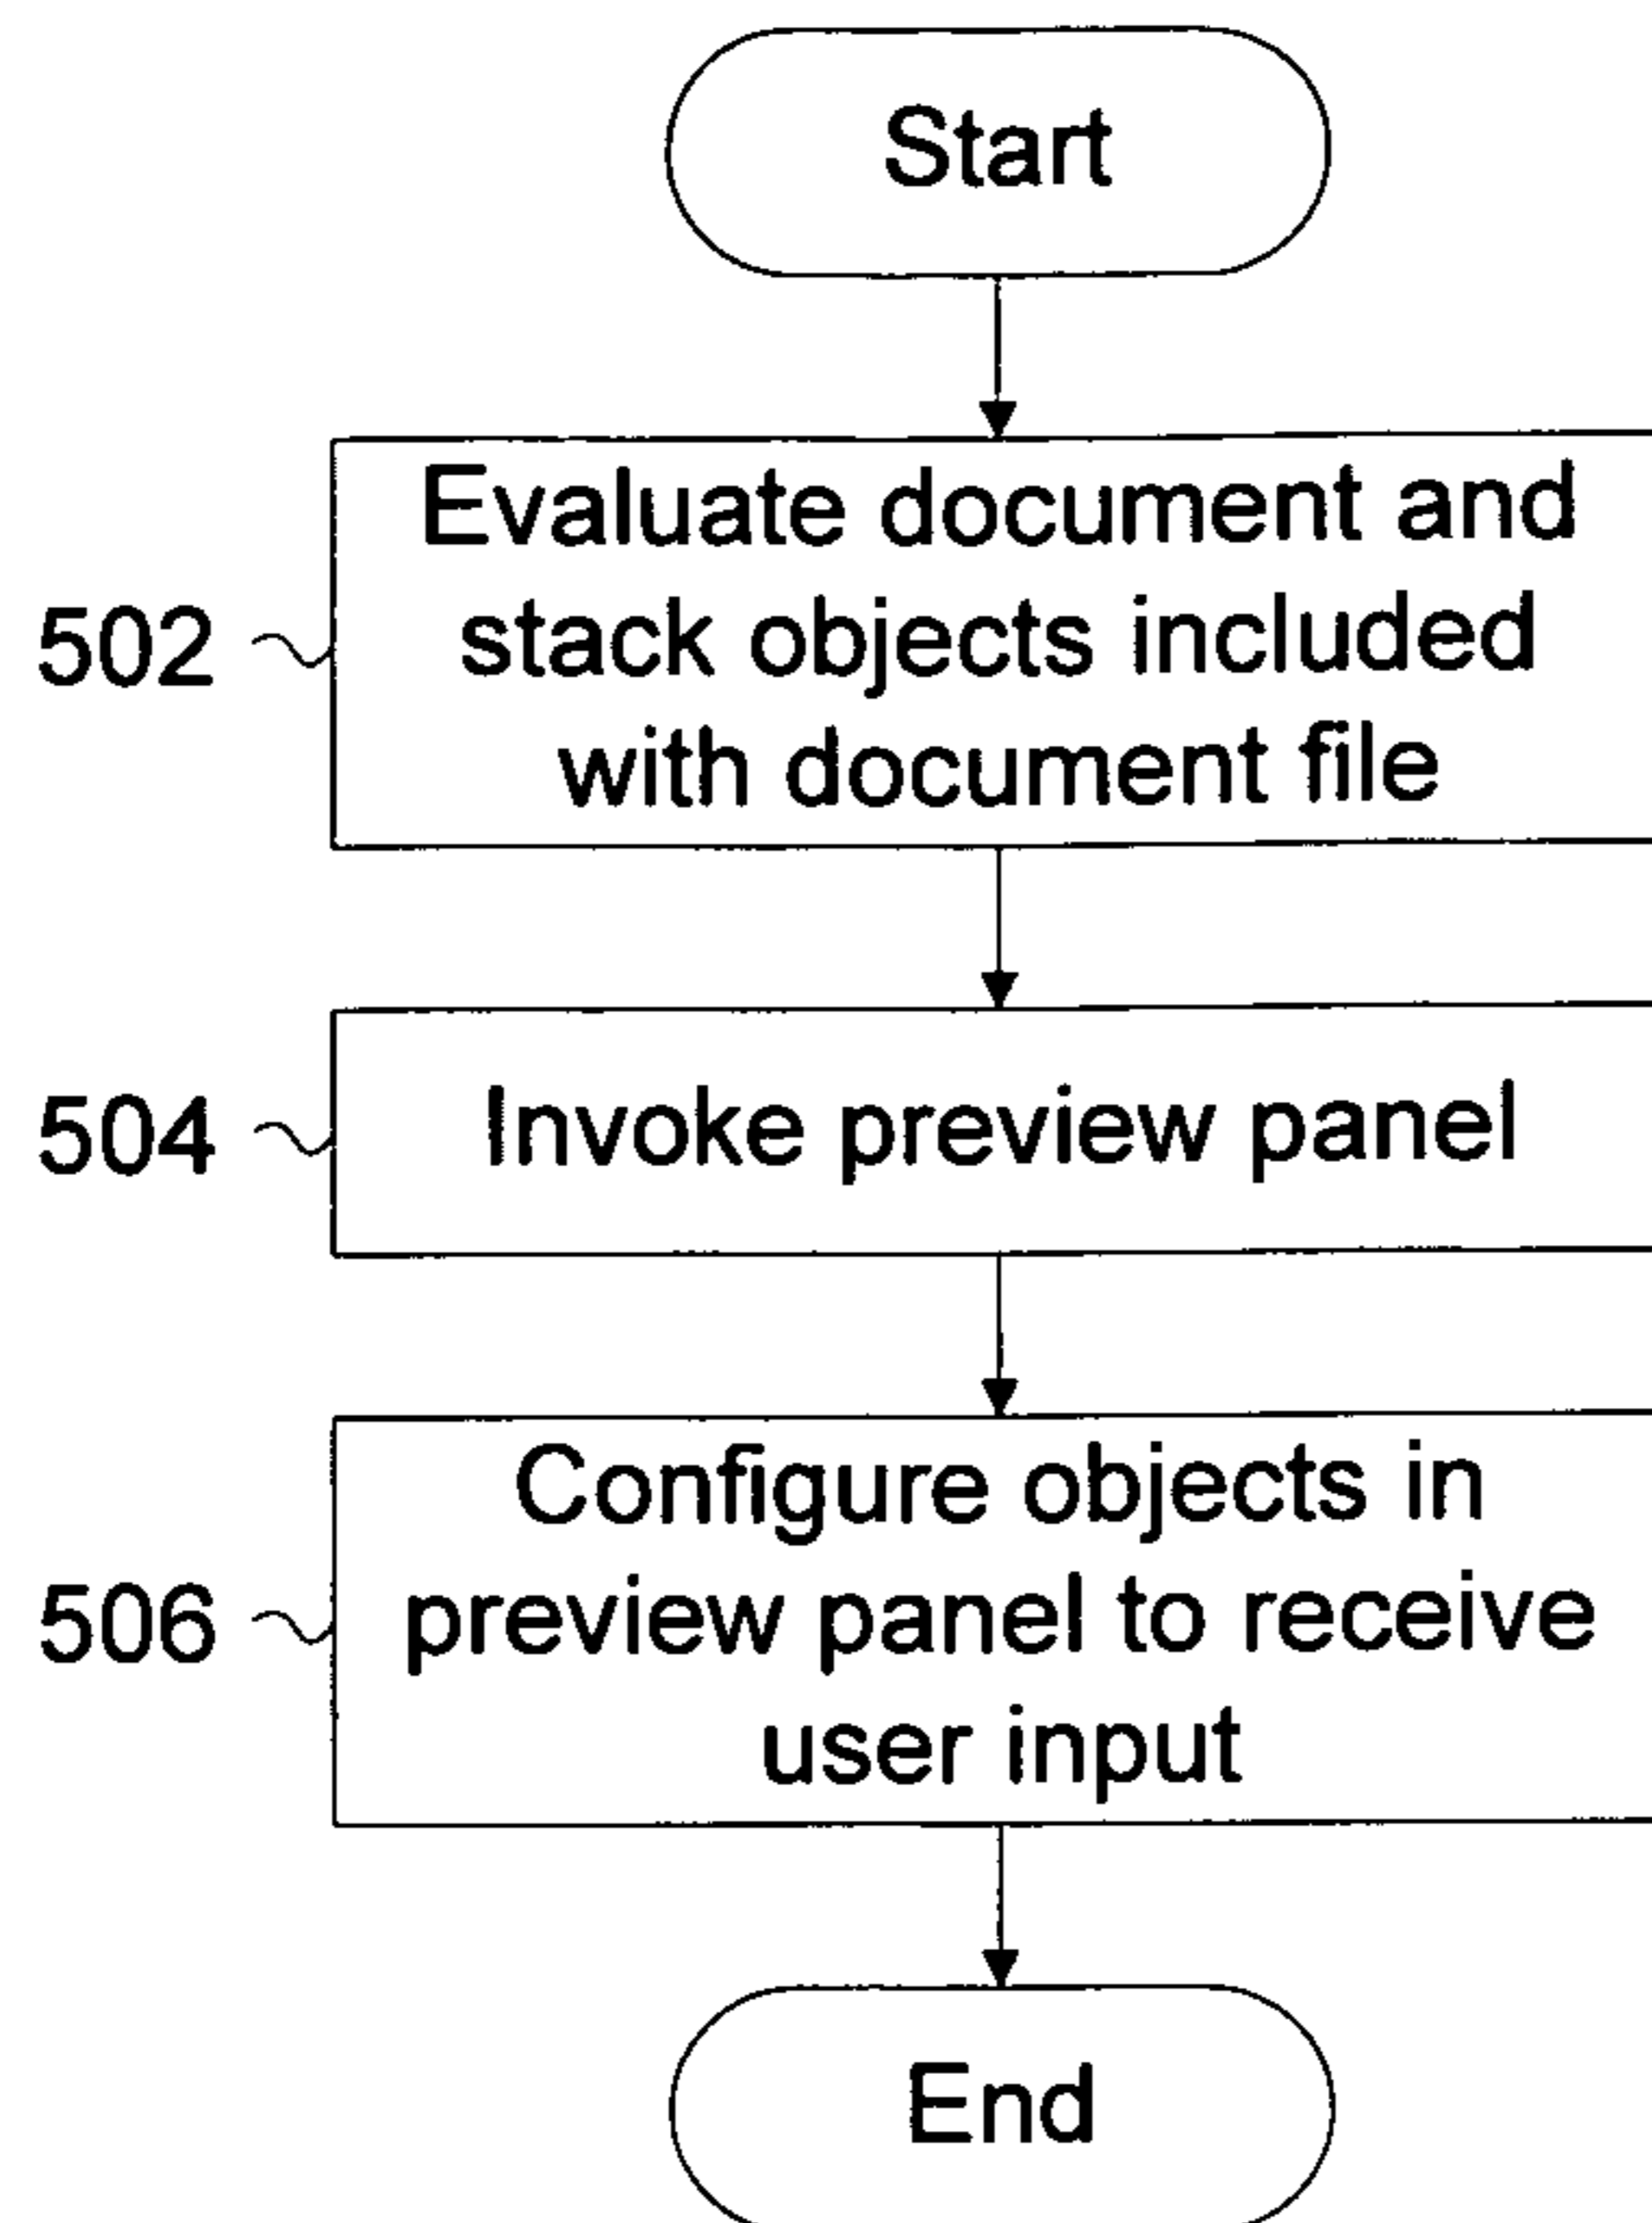 Start
Evaluate document and
stack objects included
with document file
502
Invoke preview panel
504
Configure objects in
preview panel to receive
user input
506
End